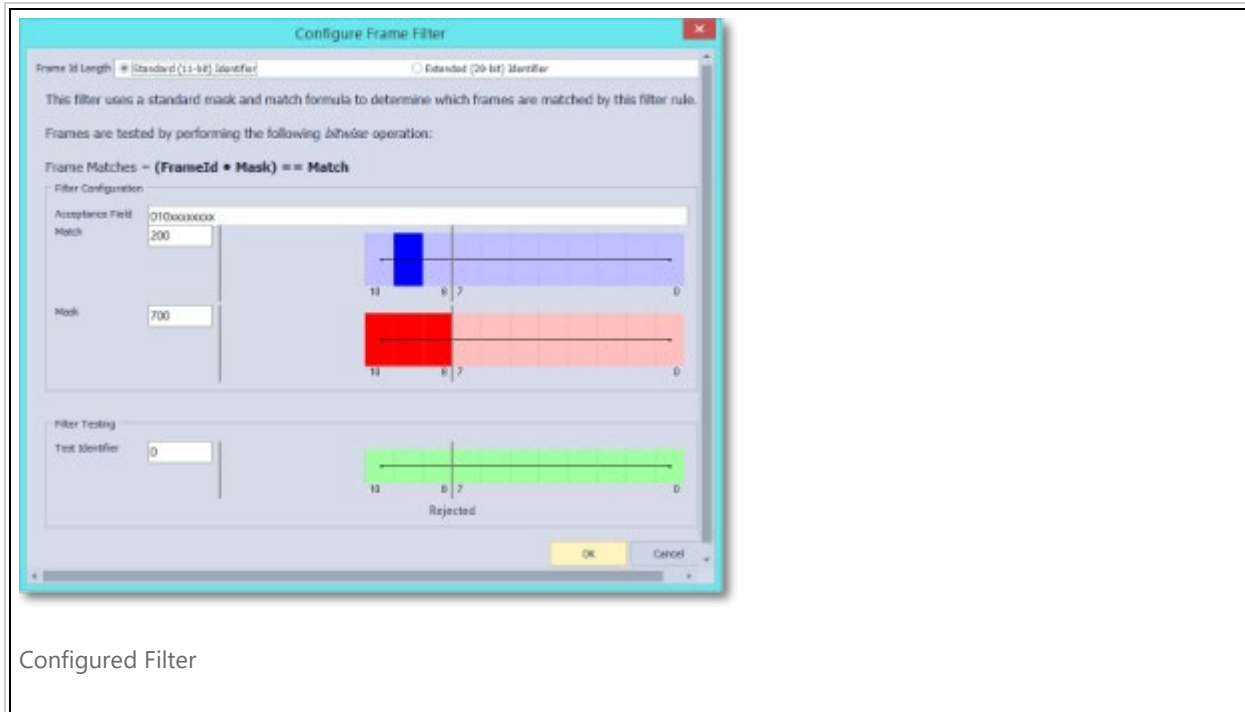 Configure Frame Filter
Frame Id Length Standard (11-bit) Identifier Extended (29-bit) Identifier
This filter uses a standard mask and match formula to determine which frames are matched by this filter rule.
Frames are tested by performing the following bitwise operation:
Frame Matches = (FrameId • Mask) == Match
Filter Configuration
Acceptance Field 010xxxxxxxx
Match 200
10 8 7 0
Mask 700
10 8 7 0
Filter Testing
Test Identifier 0
10 8 7 0
Rejected
OK Cancel
Configured Filter